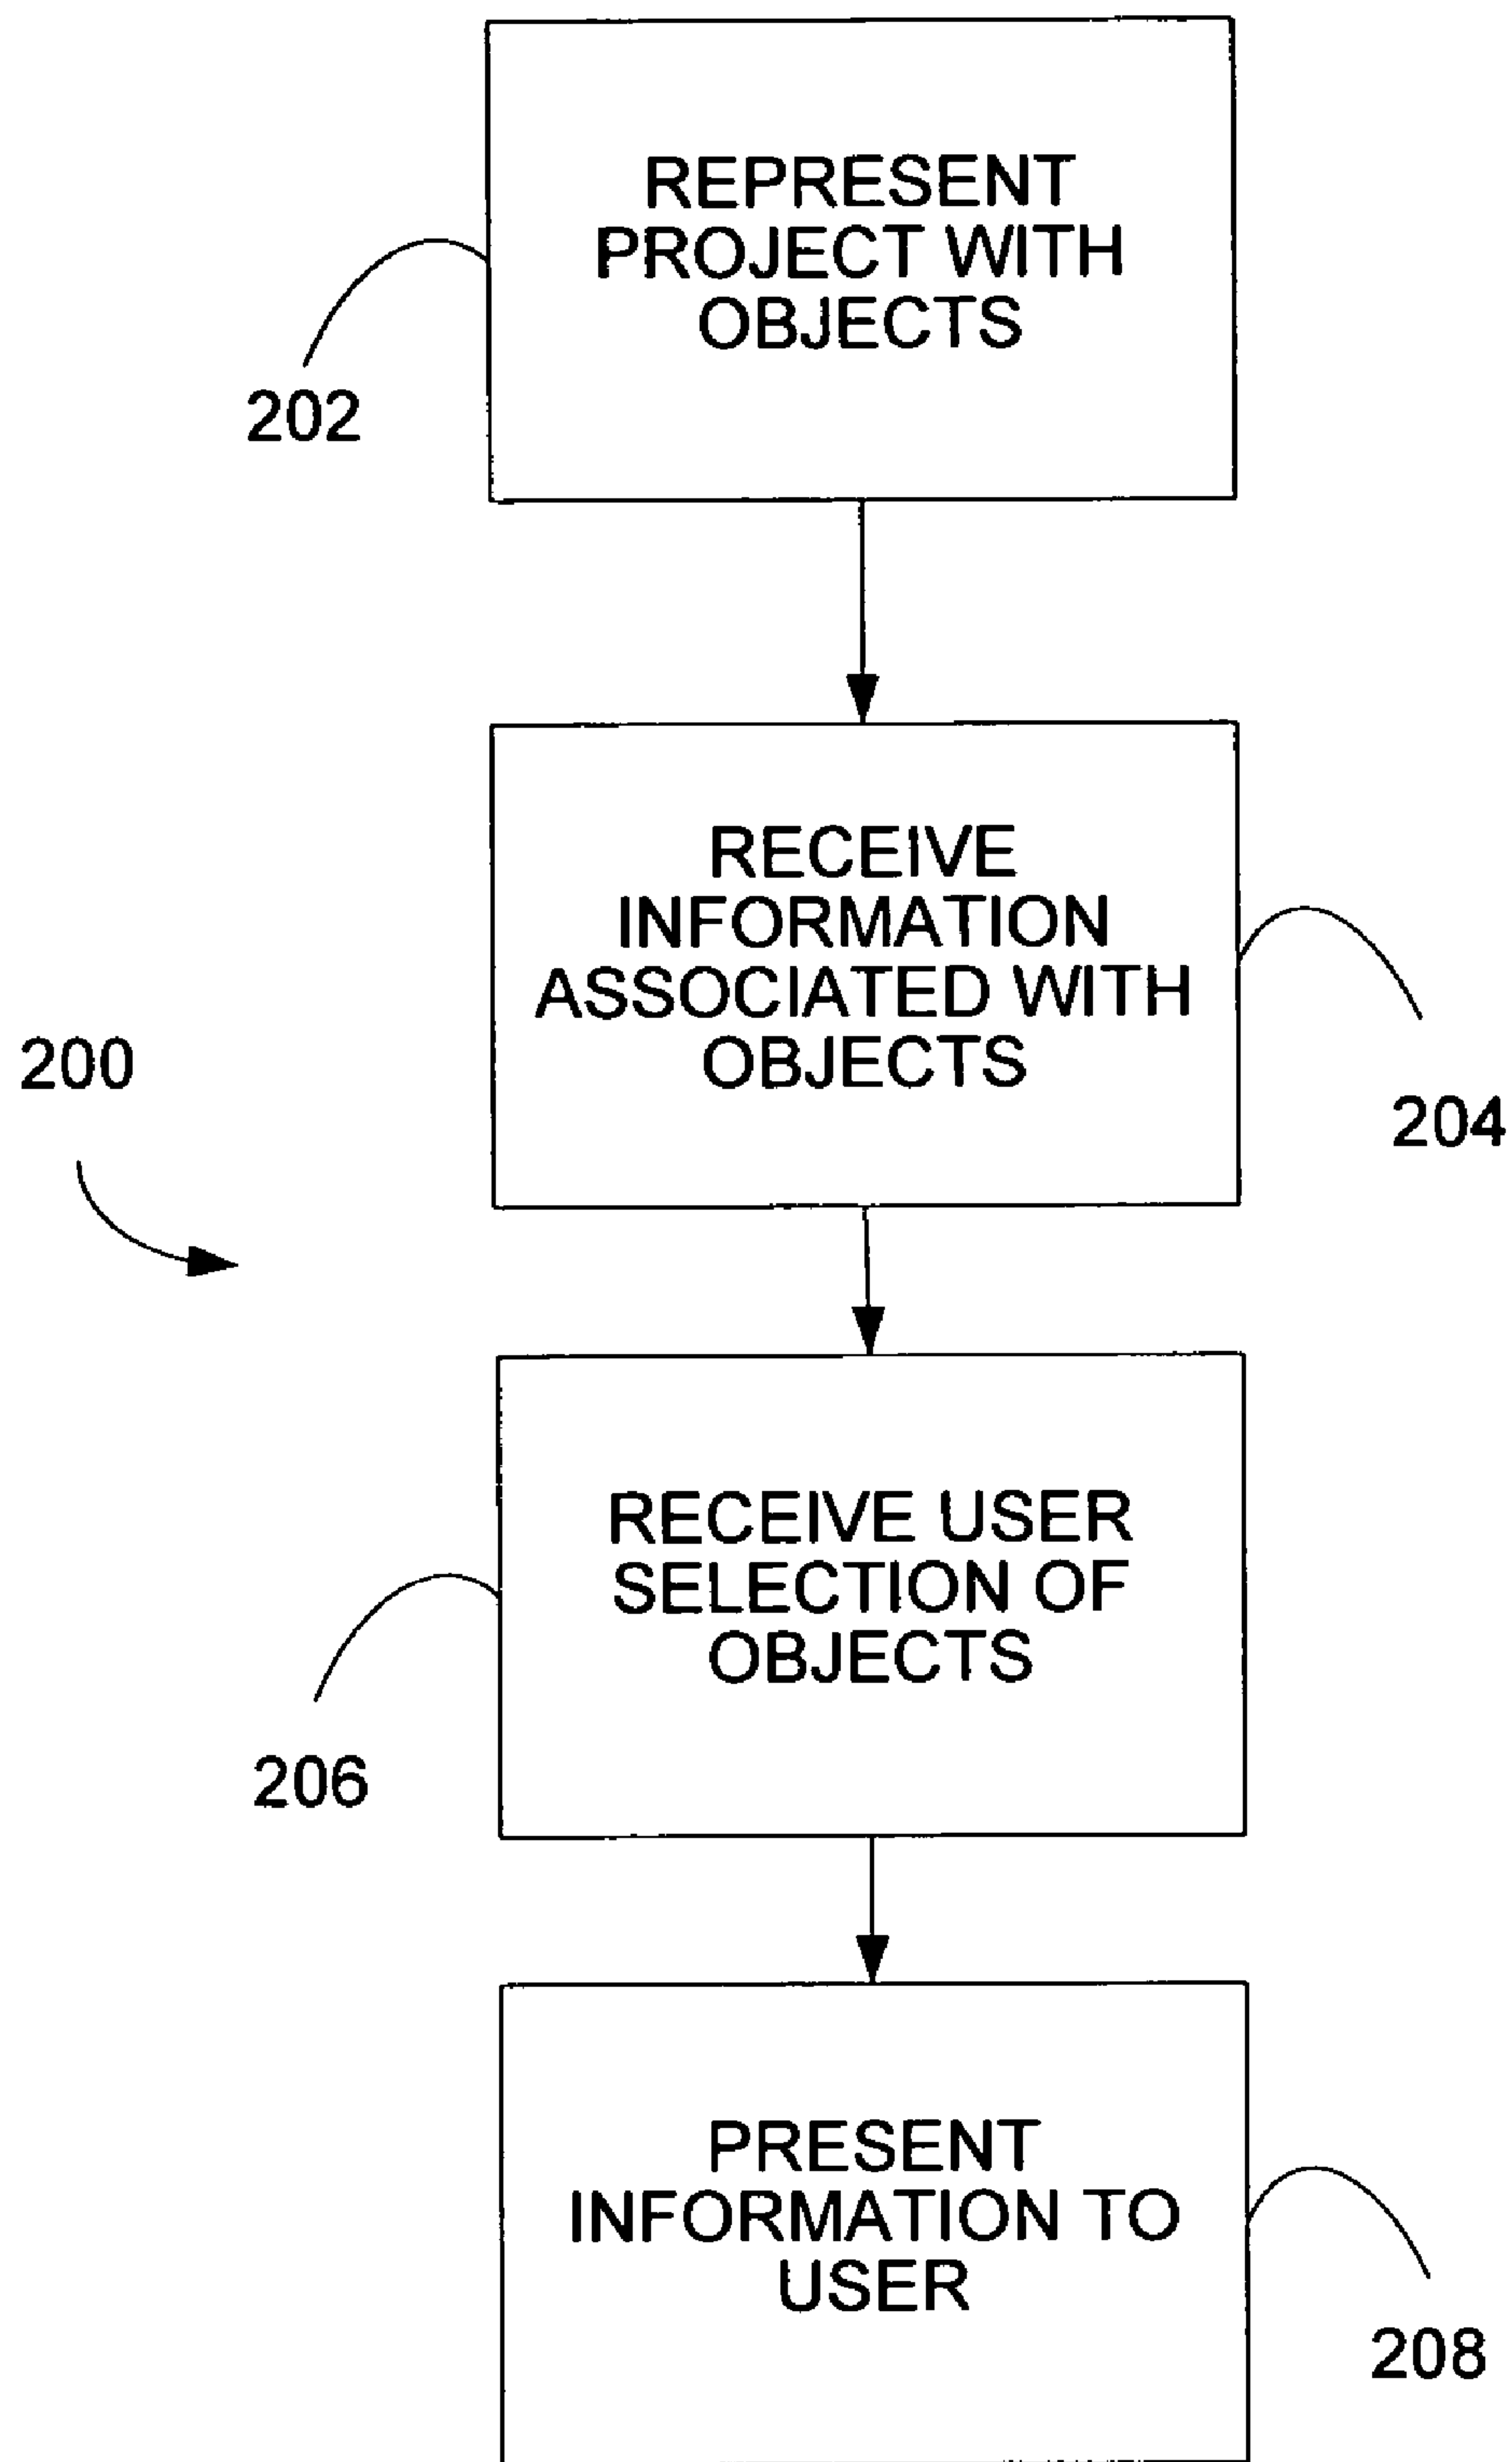 REPRESENT
PROJECT WITH
OBJECTS
202
RECEIVE
INFORMATION
ASSOCIATED WITH
OBJECTS
200
204
RECEIVE USER
SELECTION OF
OBJECTS
206
PRESENT
INFORMATION TO
USER
208